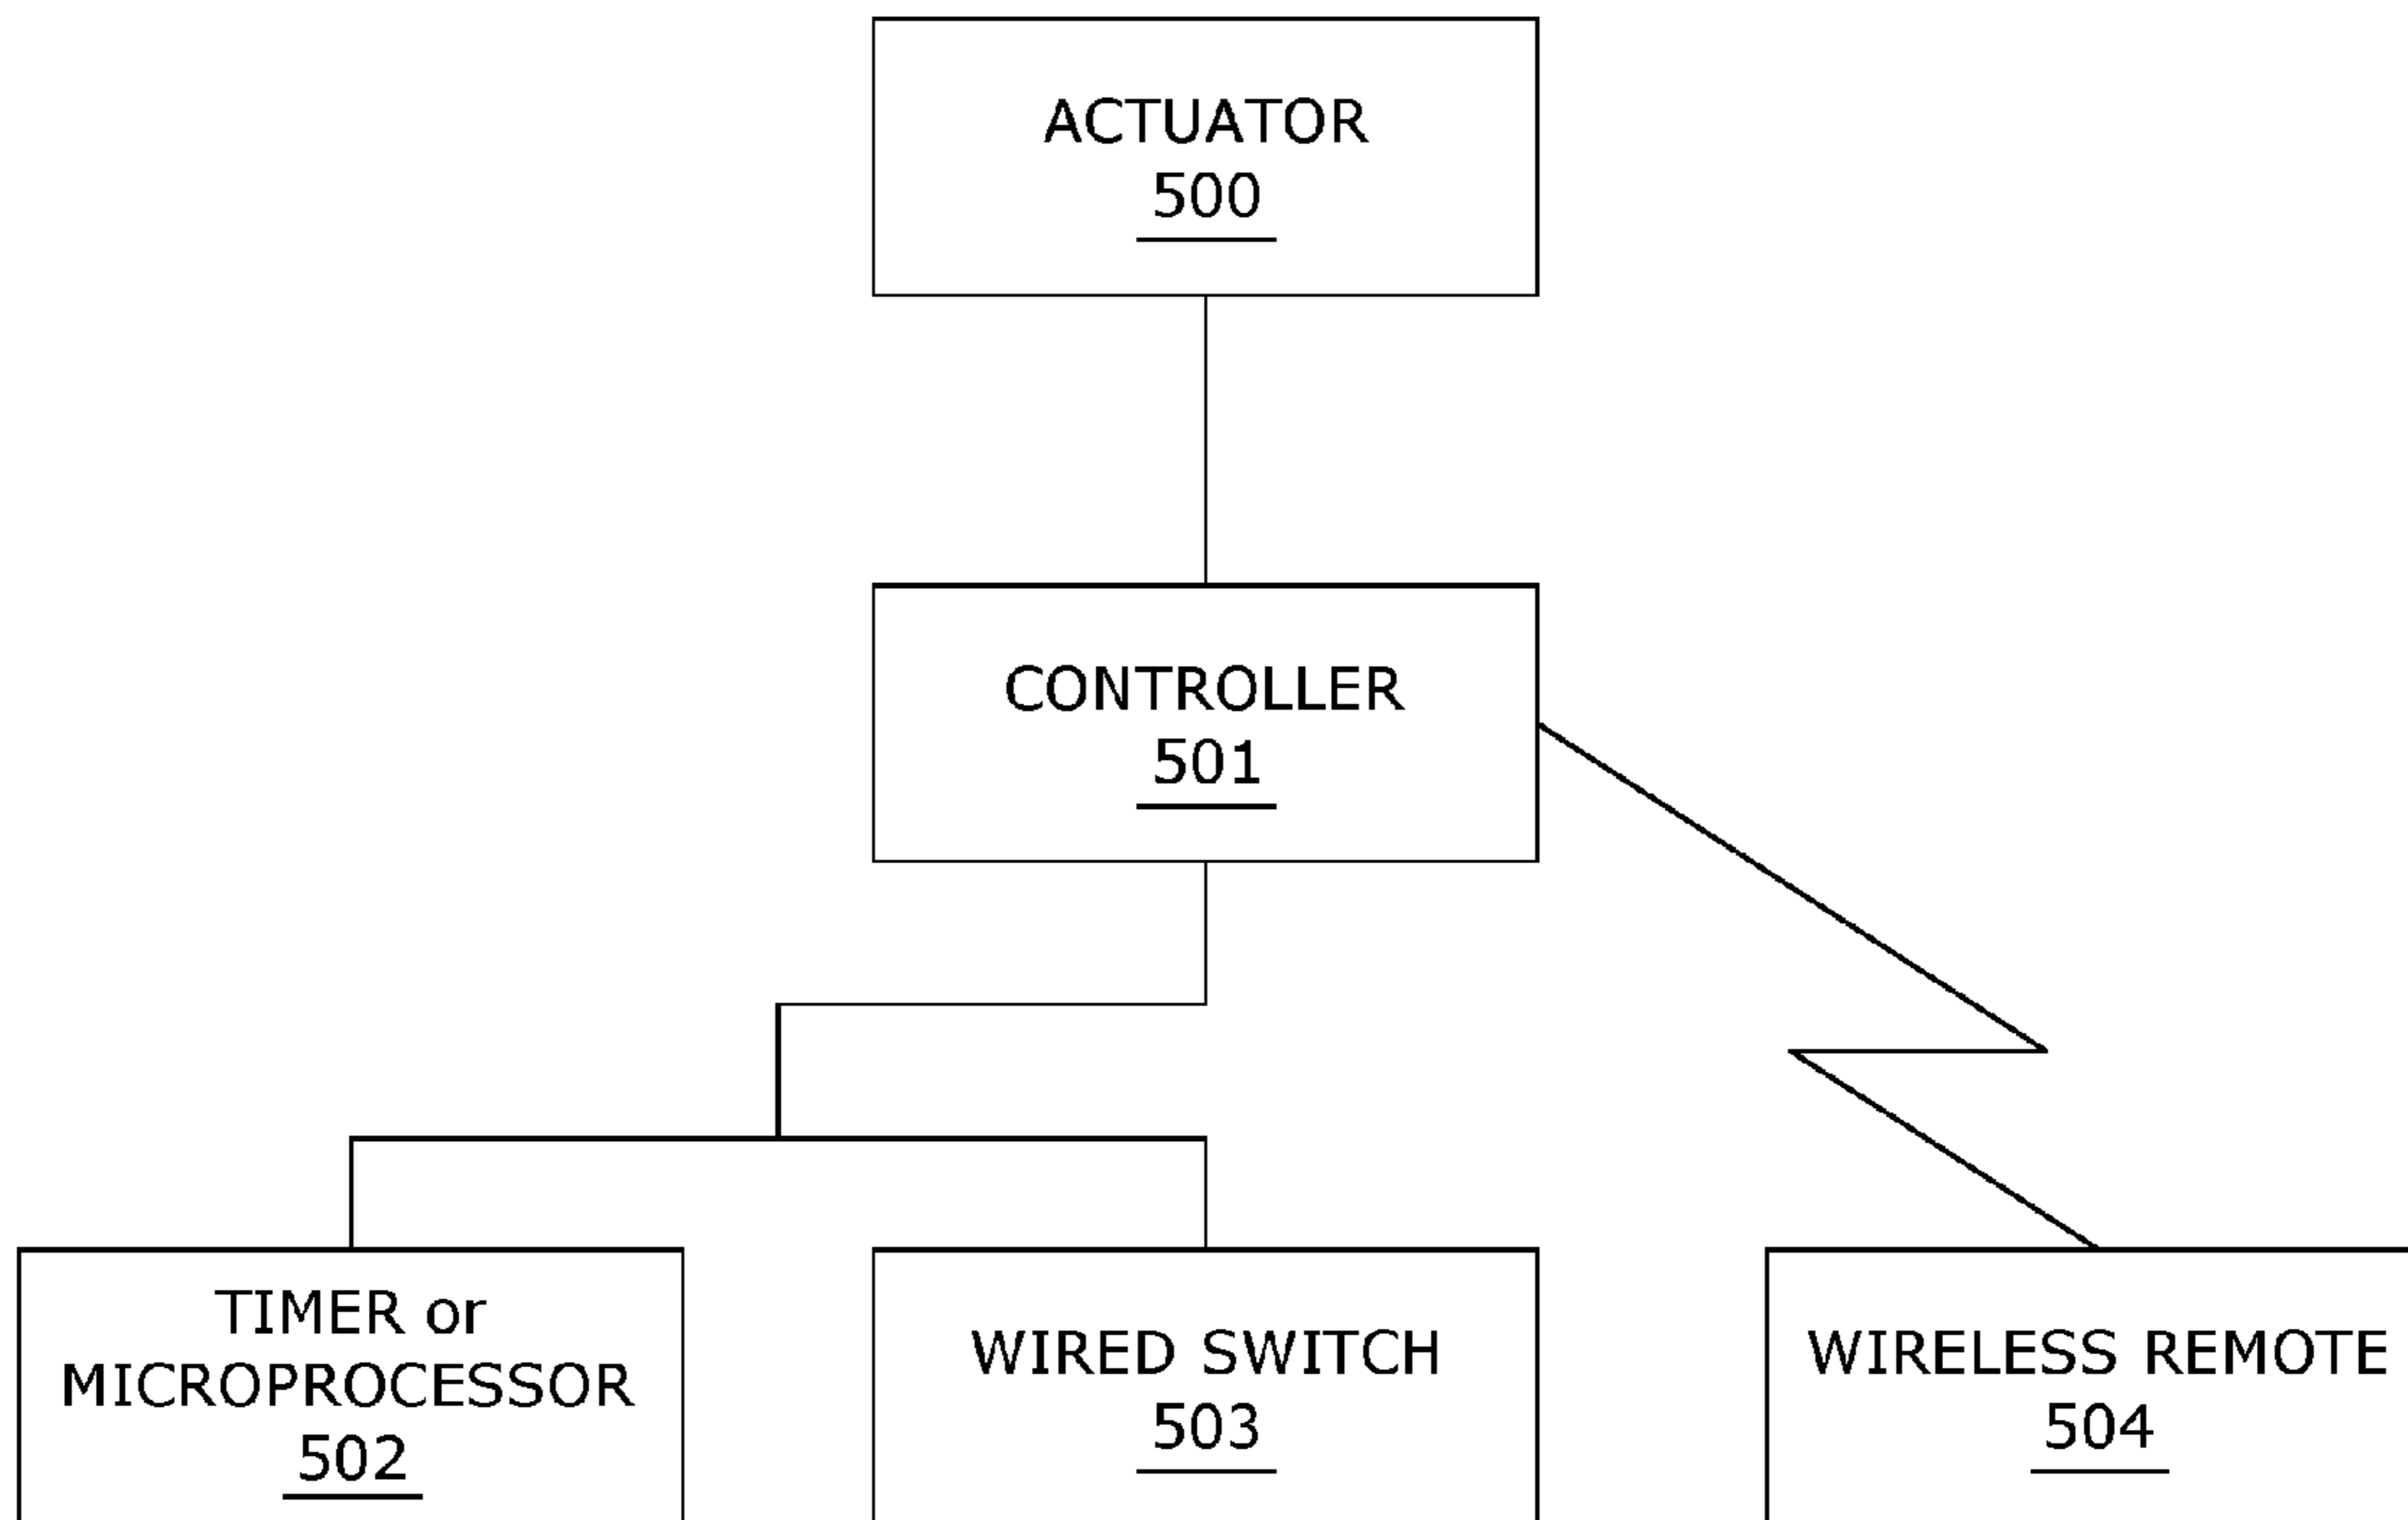 ACTUATOR
500
CONTROLLER
501
TIMER or
MICROPROCESSOR
502
WIRED SWITCH
503
WIRELESS REMOTE
504